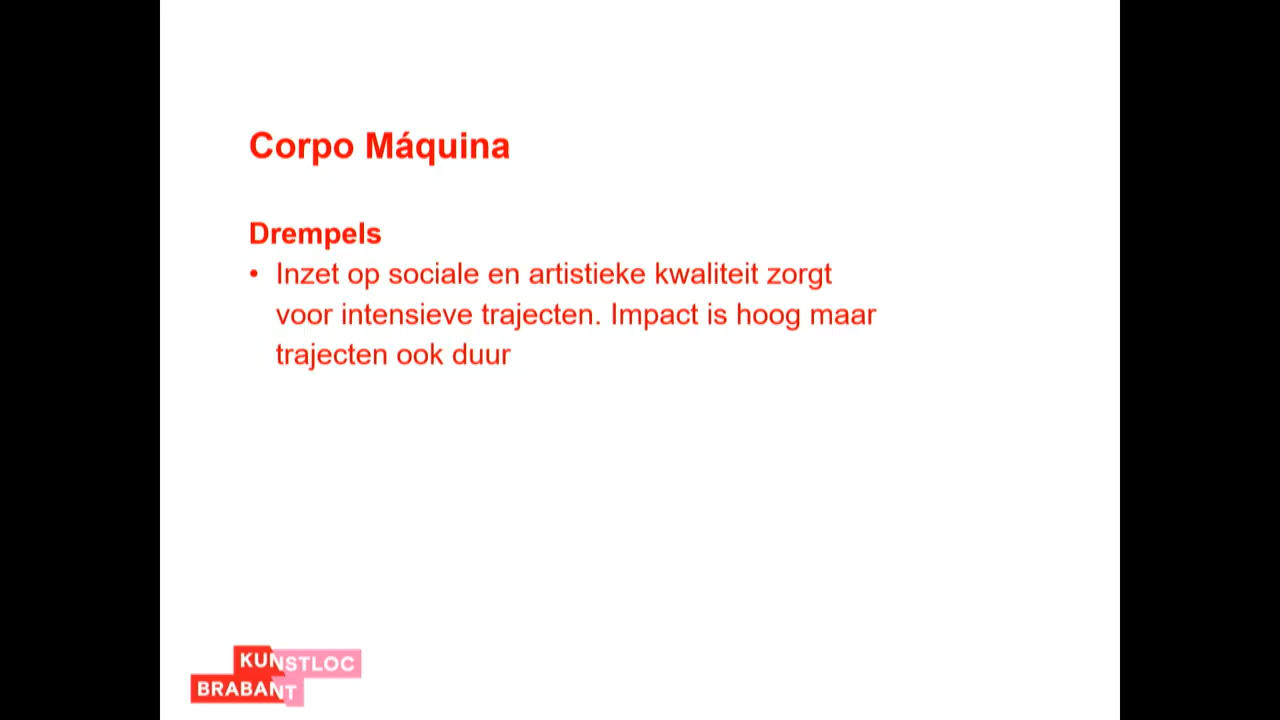 Corpo Máquina
Drempels
• Inzet op sociale en artistieke kwaliteit zorgt
voor intensieve trajecten. Impact is hoog maar
trajecten ook duur
KUNSTLOC
BRABANT